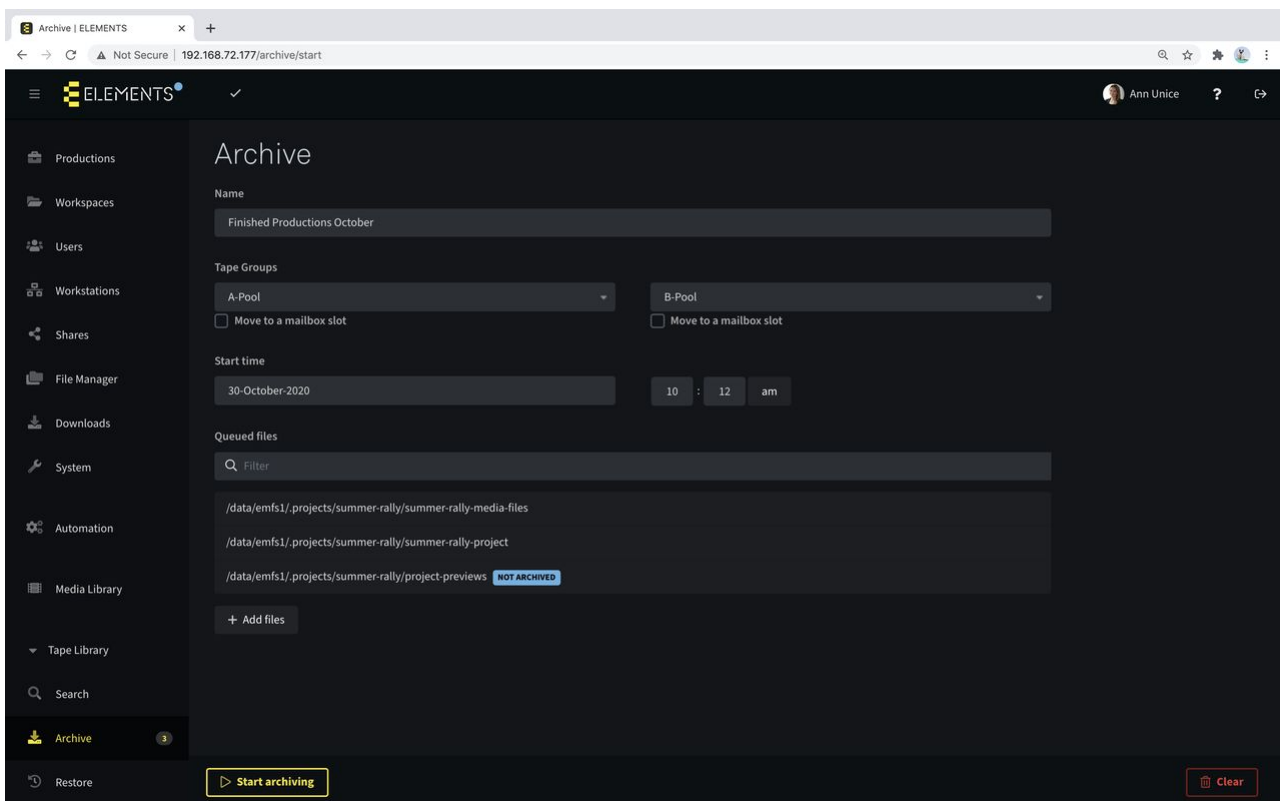 Archive | ELEMENTS
Not Secure | 192.168.72.177/archive/start
ELEMENTS
Ann Unice
?
Productions
Workspaces
Users
Workstations
Shares
File Manager
Downloads
System
Automation
Media Library
Tape Library
Search
Archive 3
Restore
Archive
Name
Finished Productions October
Tape Groups
A-Pool B-Pool
Move to a mailbox slot Move to a mailbox slot
Start time
30-October-2020 10 : 12 am
Queued files
Filter
/data/emfs1/.projects/summer-rally/summer-rally-media-files
/data/emfs1/.projects/summer-rally/summer-rally-project
/data/emfs1/.projects/summer-rally/project-previews NOT ARCHIVED
+ Add files
Start archiving Clear